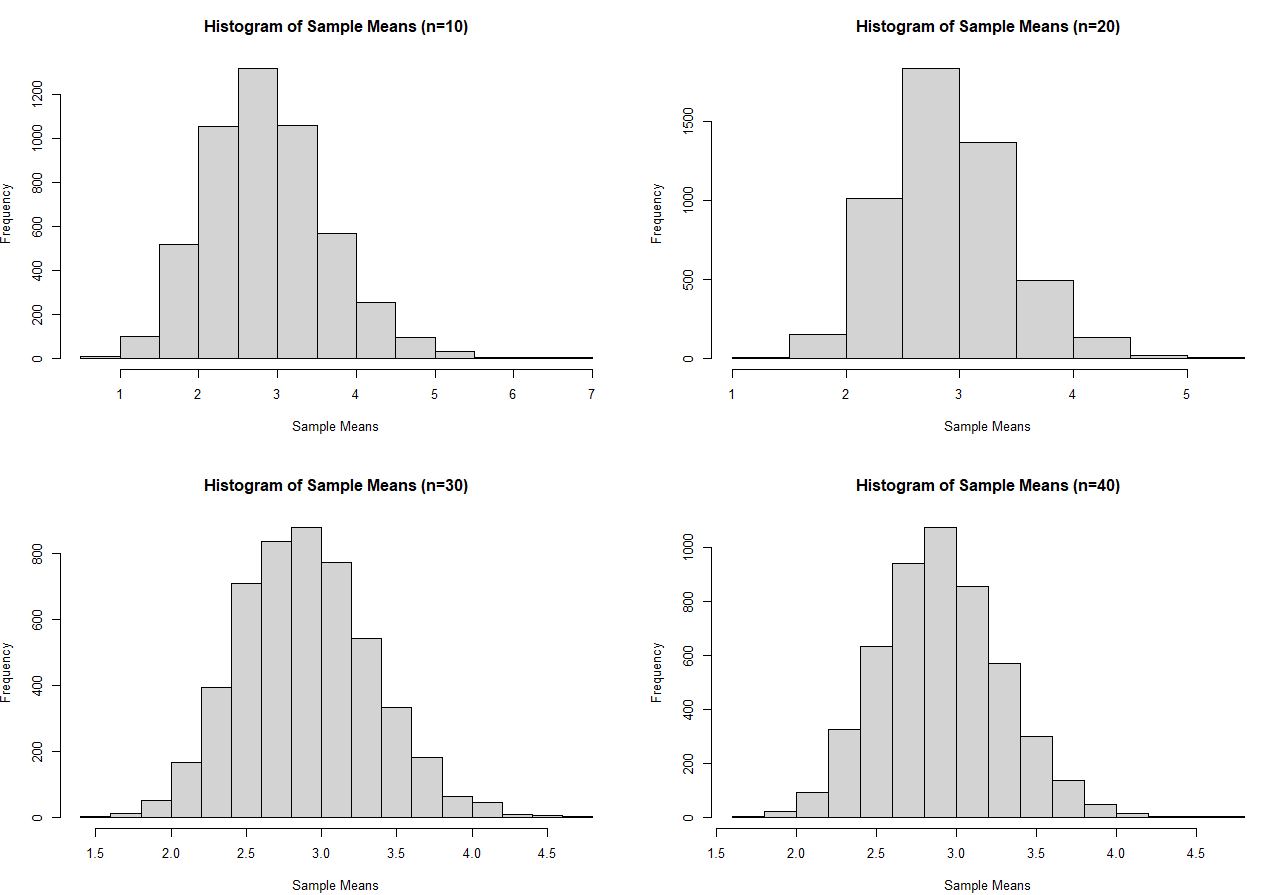 Histogram of Sample Means (n=10)
Frequency
0 200 400 600 800 1000 1200
1 2 3 4 5 6 7
Sample Means
Histogram of Sample Means (n=20)
Frequency
0 500 1000 1500
1 2 3 4 5
Sample Means
Histogram of Sample Means (n=30)
Frequency
0 200 400 600 800
1.5 2.0 2.5 3.0 3.5 4.0 4.5
Sample Means
Histogram of Sample Means (n=40)
Frequency
0 200 400 600 800 1000
1.5 2.0 2.5 3.0 3.5 4.0 4.5
Sample Means